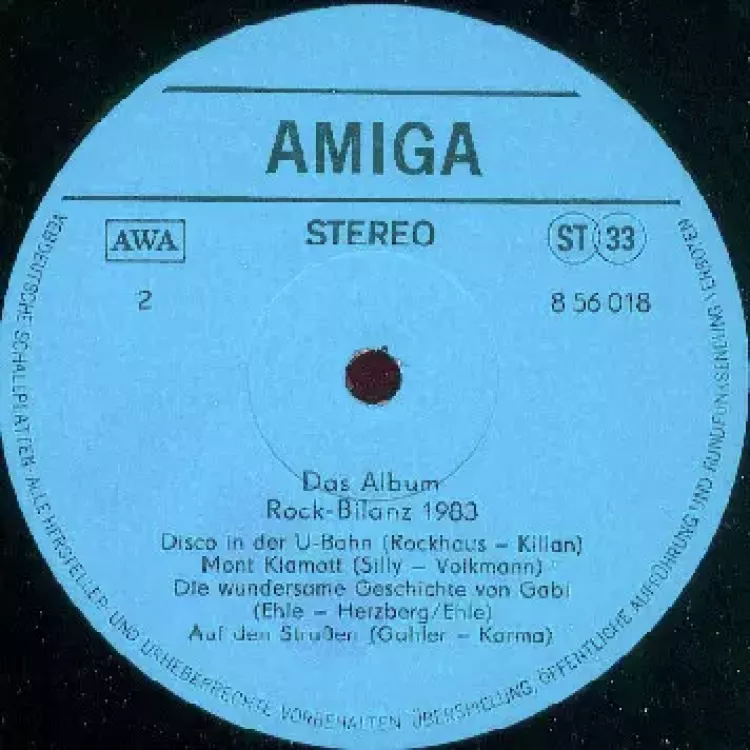 AMIGA
AWA
STEREO
ST 33
2
8 56 018
Das Album
Rock-Bilanz 1983
Disco in der U-Bahn (Rockhaus – Kilian)
Mont Klamott (Silly – Volkmann)
Die wundersame Geschichte von Gabi
(Ehle – Herzberg/Ehle)
Auf den Straßen (Gahler – Karma)
VEB DEUTSCHE SCHALLPLATTEN · ALLE HERSTELLER- UND URHEBERRECHTE VORBEHALTEN. ÜBERSPIELUNG, ÖFFENTLICHE AUFFÜHRUNG UND RUNDFUNKSENDUNG VERBOTEN